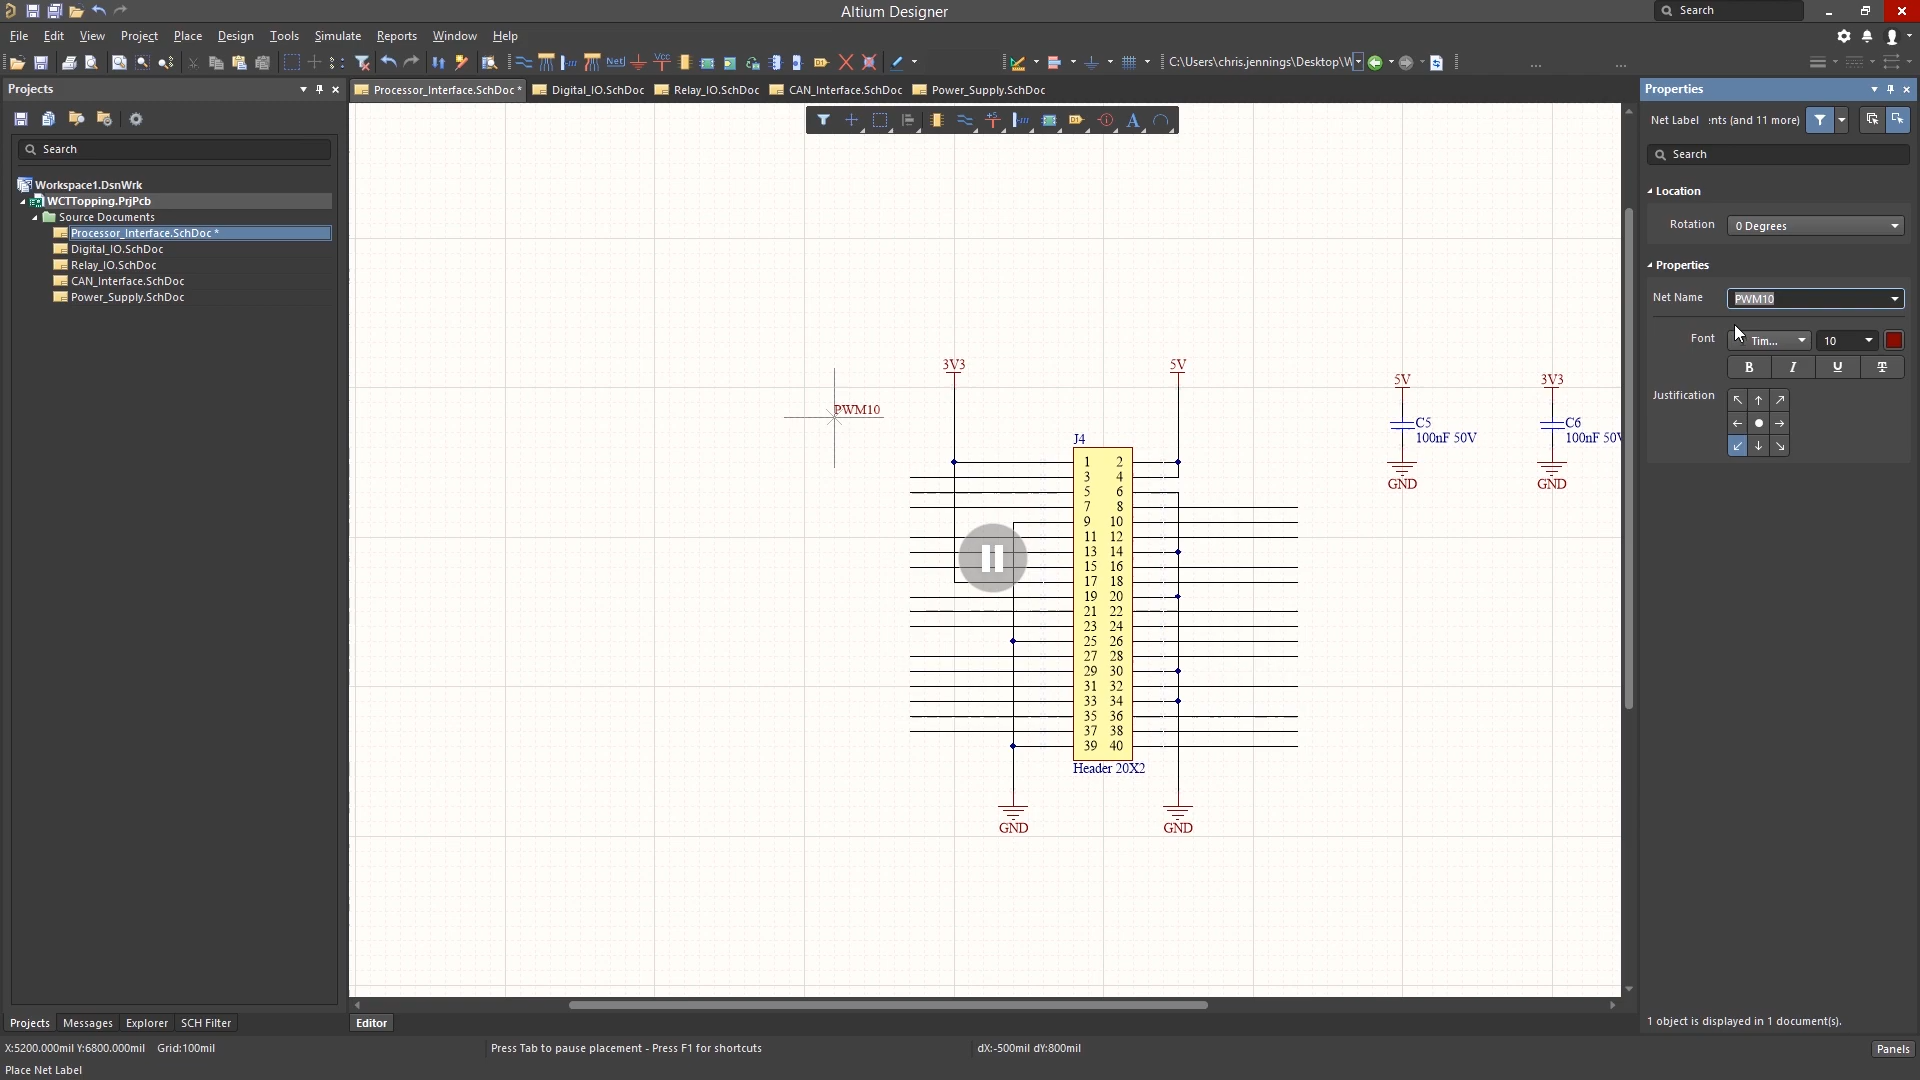 Altium Designer
Search
File Edit View Project Place Design Tools Simulate Reports Window Help
C:\Users\chris.jennings\Desktop\W
Projects
Processor_Interface.SchDoc *
Digital_IO.SchDoc
Relay_IO.SchDoc
CAN_Interface.SchDoc
Power_Supply.SchDoc
Search
Workspace1.DsnWrk
WCTTopping.PrjPcb
Source Documents
Processor_Interface.SchDoc *
Digital_IO.SchDoc
Relay_IO.SchDoc
CAN_Interface.SchDoc
Power_Supply.SchDoc
3V3
5V
PWM10
J4
1 2
3 4
5 6
7 8
9 10
11 12
13 14
15 16
17 18
19 20
21 22
23 24
25 26
27 28
29 30
31 32
33 34
35 36
37 38
39 40
Header 20X2
GND
GND
5V
C5
100nF 50V
GND
3V3
C6
100nF 50V
GND
Properties
Net Label
nts (and 11 more)
Search
Location
Rotation
0 Degrees
Properties
Net Name
PWM10
Font
Tim...
10
B I U T
Justification
1 object is displayed in 1 document(s).
Projects Messages Explorer SCH Filter
Editor
X:5200.000mil Y:6800.000mil Grid:100mil
Press Tab to pause placement - Press F1 for shortcuts
dX:-500mil dY:800mil
Panels
Place Net Label